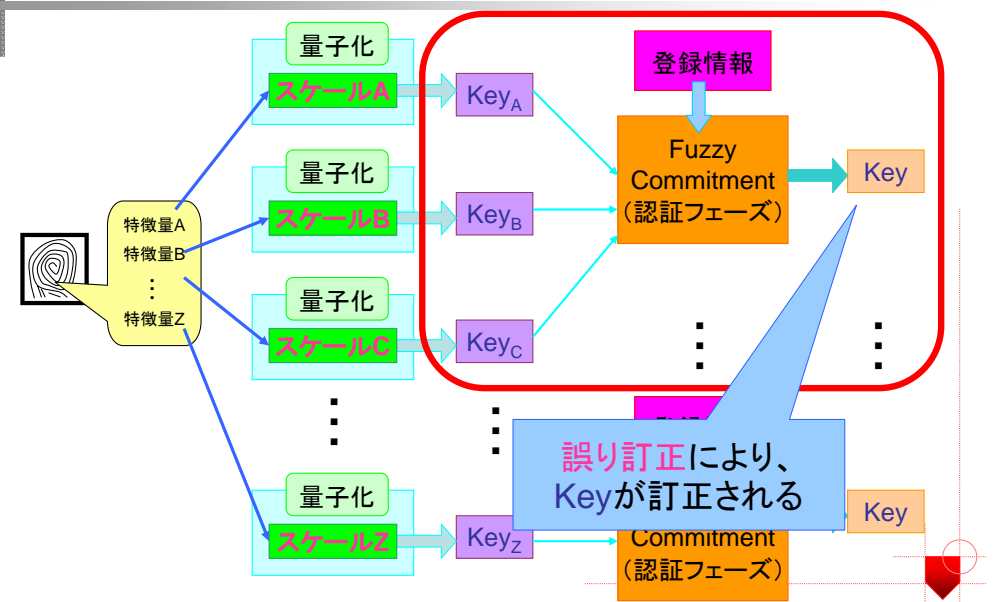 量子化
スケールA
登録情報
KeyA
Fuzzy
Commitment
(認証フェーズ)
Key
量子化
スケールB
KeyB
特徴量A
特徴量B
⋮
特徴量Z
量子化
スケールC
KeyC
⋮
⋮
⋮
⋮
誤り訂正により、
Keyが訂正される
量子化
スケールZ
KeyZ
Commitment
(認証フェーズ)
Key